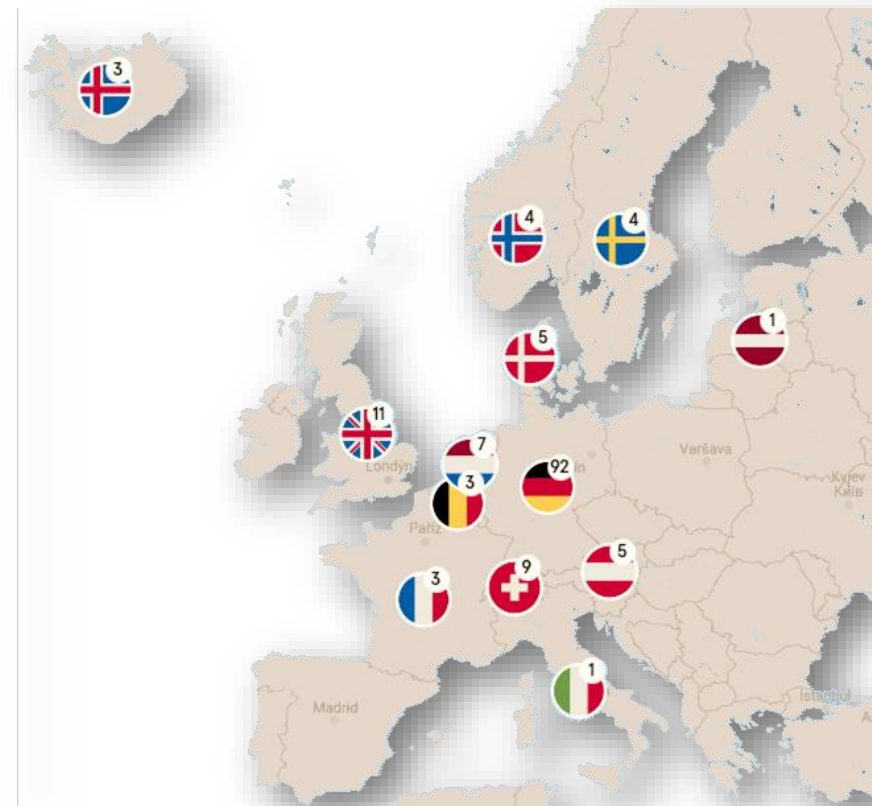 3
4
4
1
5
11
7
92
Londýn
Varšava
3
Kyjev
Київ
Paříž
5
9
3
1
Madrid
Istanbul